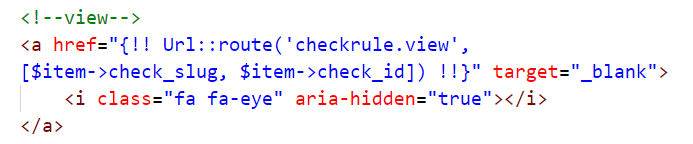 <!--view-->
<a href="{!! Url::route('checkrule.view',
[$item->check_slug, $item->check_id]) !!}" target="_blank">
    <i class="fa fa-eye" aria-hidden="true"></i>
</a>